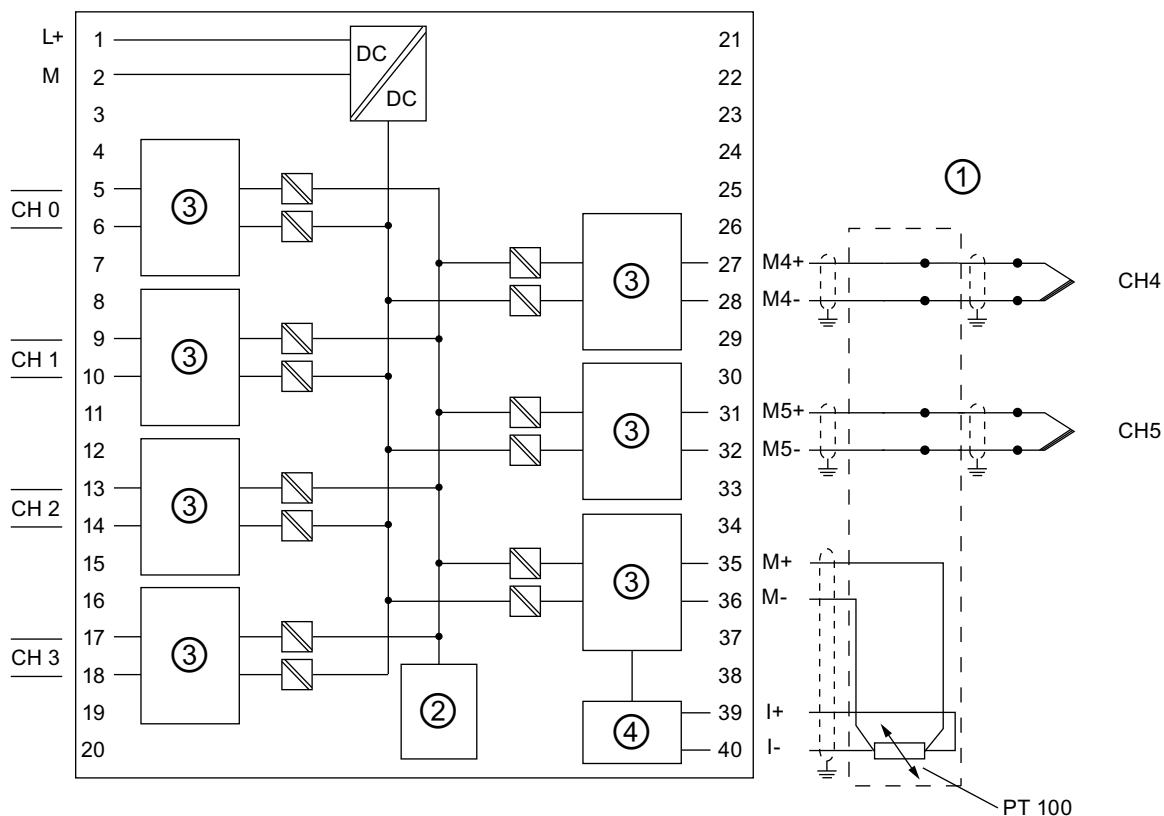 L+ 1
M 2
3
4
5
CH 0
6
7
8
9
CH 1
10
11
12
13
CH 2
14
15
16
17
CH 3
18
19
20
DC
DC
③
③
③
③
②
③
③
③
④
21
22
23
24
25
26
27 M4+
28 M4-
29
30
31 M5+
32 M5-
33
34
35 M+
36 M-
37
38
39 I+
40 I-
①
CH4
CH5
PT 100